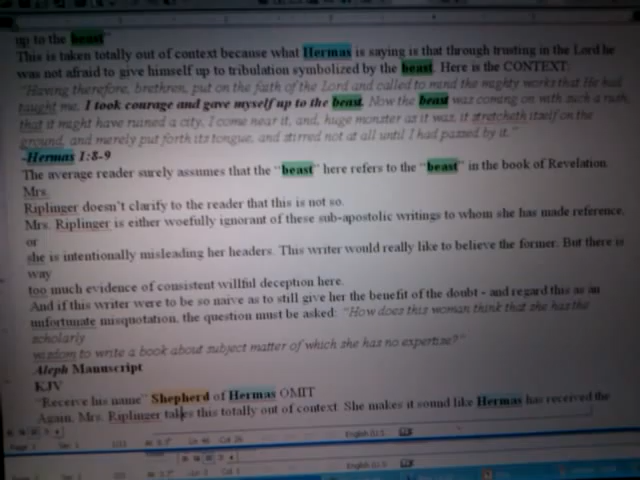 up to the beast"
This is taken totally out of context because what Hermas is saying is that through trusting in the Lord he
was not afraid to give himself up to tribulation symbolized by the beast. Here is the CONTEXT:
"Having therefore, brethren, put on the faith of the Lord and called to mind the mighty works that He had
taught me, I took courage and gave myself up to the beast. Now the beast was coming on with such a rush,
that it might have ruined a city. I come near it, and, huge monster as it was, it stretcheth itself on the
ground, and merely put forth its tongue, and stirred not at all until I had passed by it."
-Hermas 1:8-9
The average reader surely assumes that the "beast" here refers to the "beast" in the book of Revelation.
Mrs.
Riplinger doesn't clarify to the reader that this is not so.
Mrs. Riplinger is either woefully ignorant of these sub-apostolic writings to whom she has made reference,
or
she is intentionally misleading her headers. This writer would really like to believe the former. But there is
way
too much evidence of consistent willful deception here.
And if this writer were to be so naive as to still give her the benefit of the doubt - and regard this as an
unfortunate misquotation, the question must be asked: "How does this woman think that she has the
scholarly
wisdom to write a book about subject matter of which she has no expertise?"
Aleph Manuscript
KJV
"Receive his name" Shepherd of Hermas OMIT
Again, Mrs. Riplinger takes this totally out of context. She makes it sound like Hermas has received the
English (U.S.
English (U.S